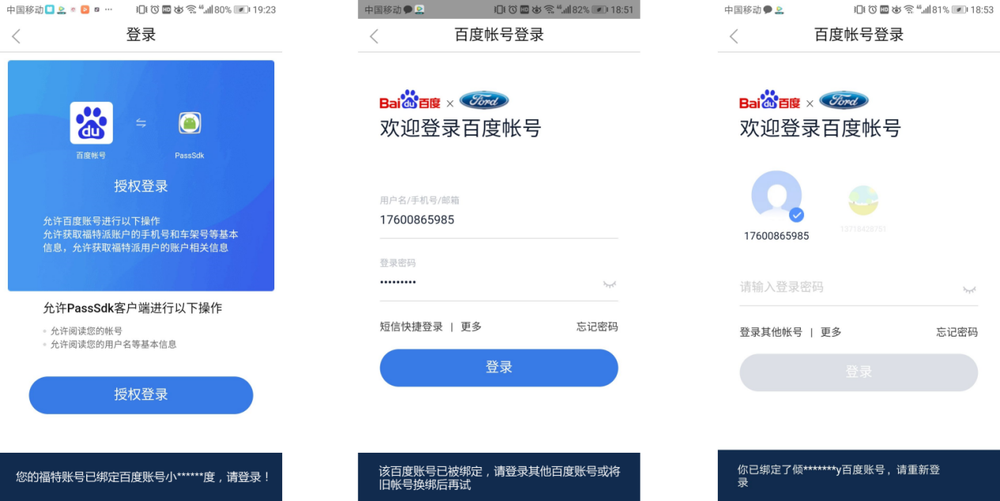 中国移动
80%
19:23
登录
du
百度帐号
PassSdk
授权登录
允许百度账号进行以下操作
允许获取福特派账户的手机号和车架号等基本
信息，允许获取福特派用户的账户相关信息
允许PassSdk客户端进行以下操作
允许阅读您的帐号
允许阅读您的用户名等基本信息
授权登录
您的福特账号已绑定百度账号小******度，请登录！
中国移动
82%
18:51
百度帐号登录
Bai du 百度 × Ford
欢迎登录百度帐号
用户名/手机号/邮箱
17600865985
登录密码
•••••••••
短信快捷登录 | 更多 忘记密码
登录
该百度账号已被绑定，请登录其他百度账号或将
旧帐号换绑后再试
中国移动
81%
18:53
百度帐号登录
Bai du 百度 × Ford
欢迎登录百度帐号
17600865985
13718428751
请输入登录密码
登录其他帐号 | 更多 忘记密码
登录
你已绑定了倾*******y百度账号，请重新登
录